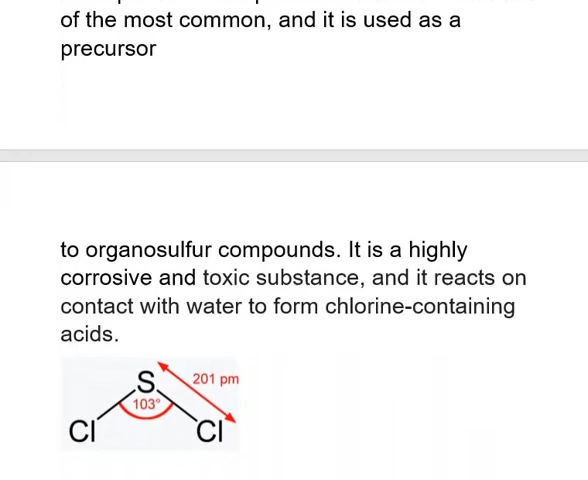 of the most common, and it is used as a
precursor
to organosulfur compounds. It is a highly
corrosive and toxic substance, and it reacts on
contact with water to form chlorine-containing
acids.
S 201 pm
103°
Cl Cl